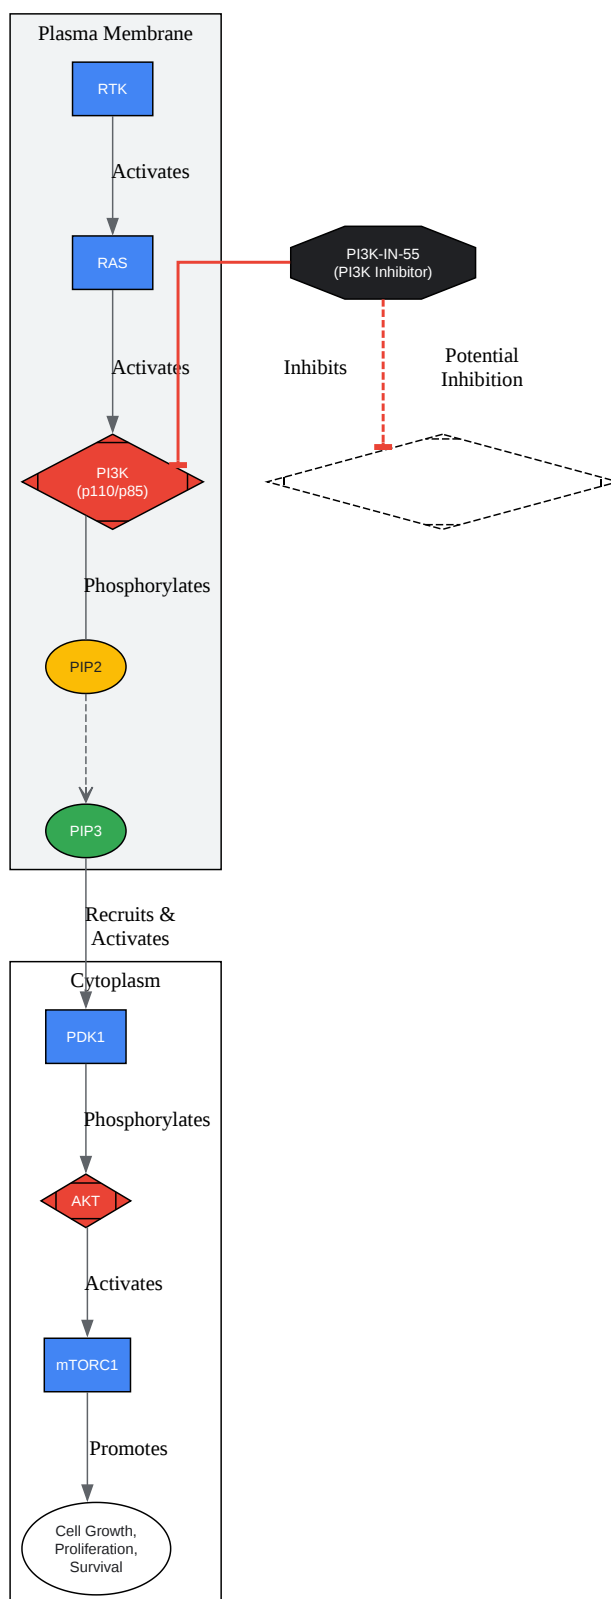 Plasma Membrane
RTK
Activates
RAS
PI3K-IN-55
(PI3K Inhibitor)
Activates
Inhibits
Potential
Inhibition
PI3K
(p110/p85)
Phosphorylates
PIP2
PIP3
Recruits &
Activates
Cytoplasm
PDK1
Phosphorylates
AKT
Activates
mTORC1
Promotes
Cell Growth,
Proliferation,
Survival